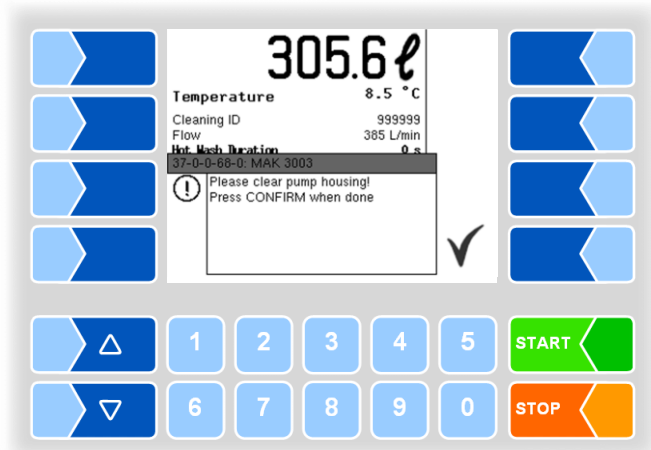 305.6 ℓ
Temperature 8.5 °C
Cleaning ID 999999
Flow 385 L/min
Hot Wash Duration 0 s
37-0-0-68-0: MAK 3003
Please clear pump housing!
Press CONFIRM when done
1 2 3 4 5 START
6 7 8 9 0 STOP